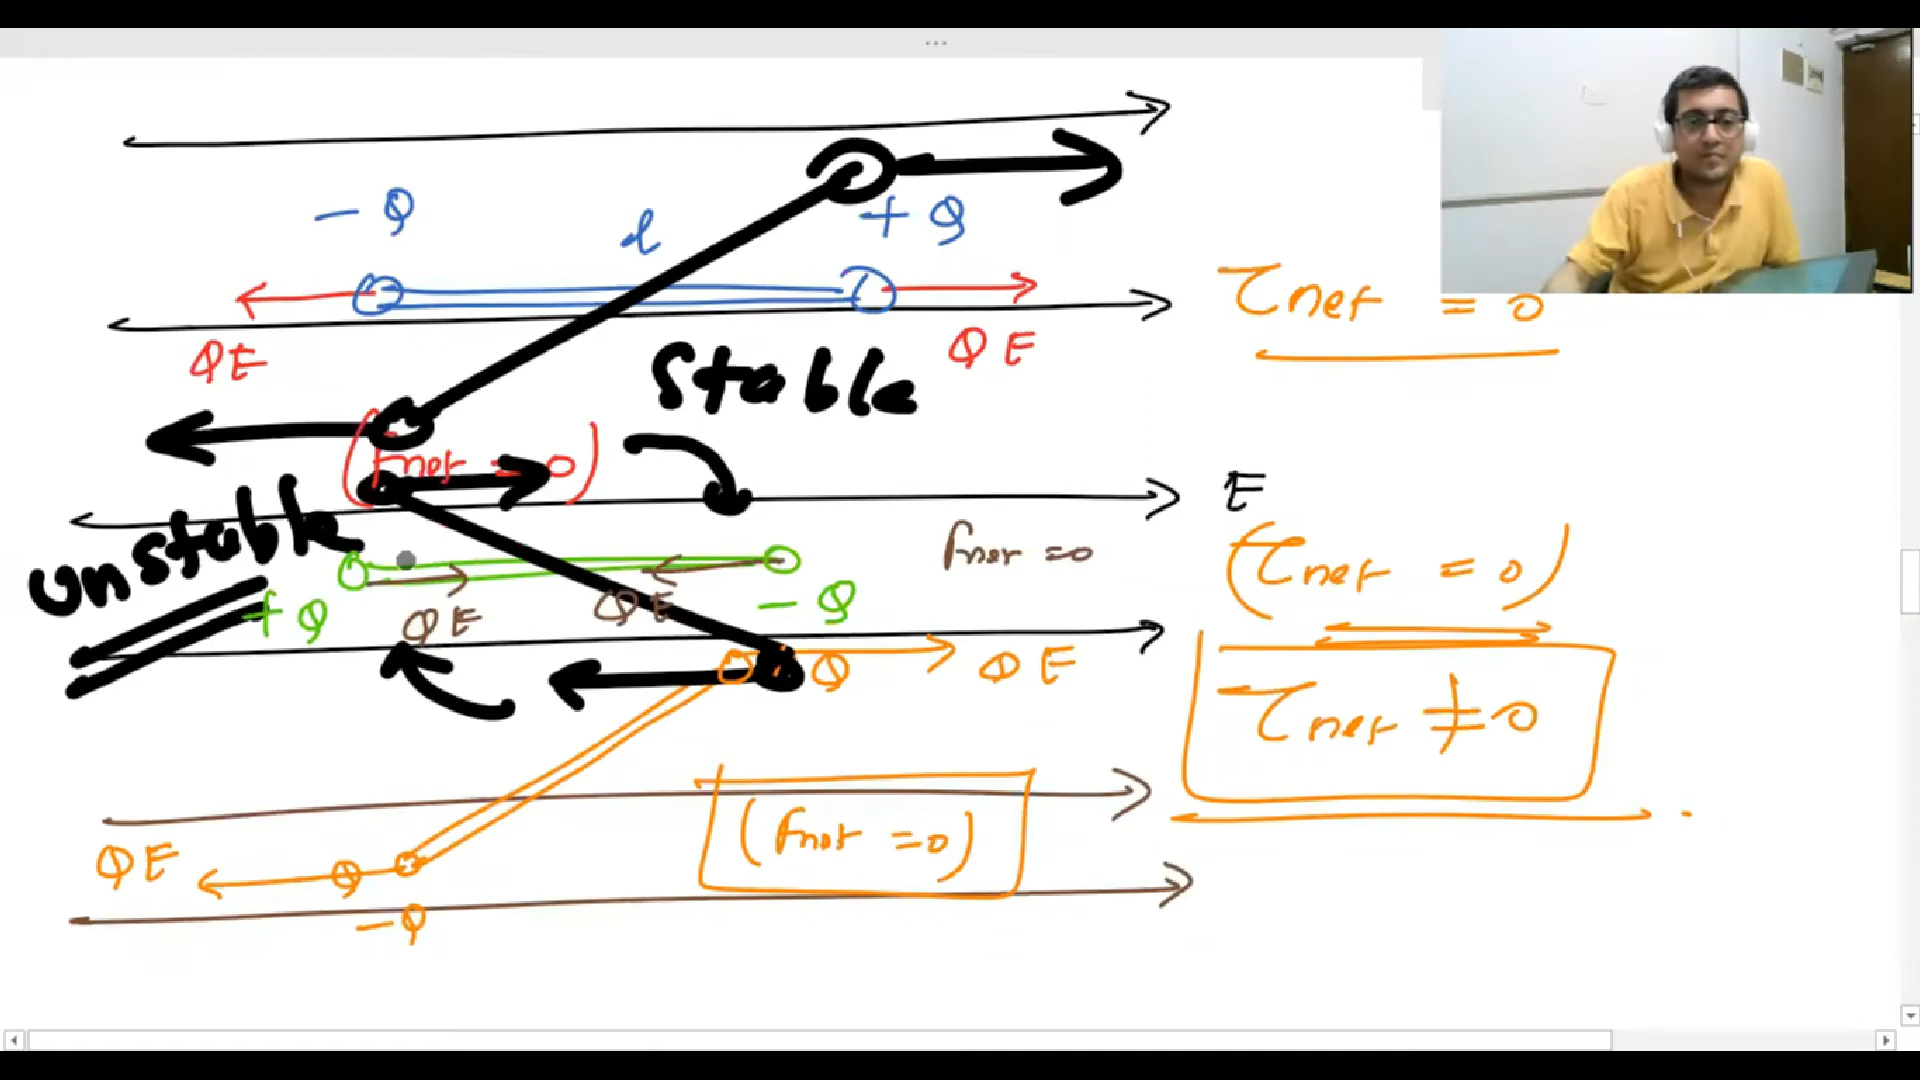 - Q
d
+ Q
τnet = 0
QE
QE
Stable
(Fnet = 0)
E
unstable
Fnet = 0
(τnet = 0)
+ Q
QE
QE
- Q
Q
QE
τnet ≠ 0
(Fnet = 0)
QE
- Q